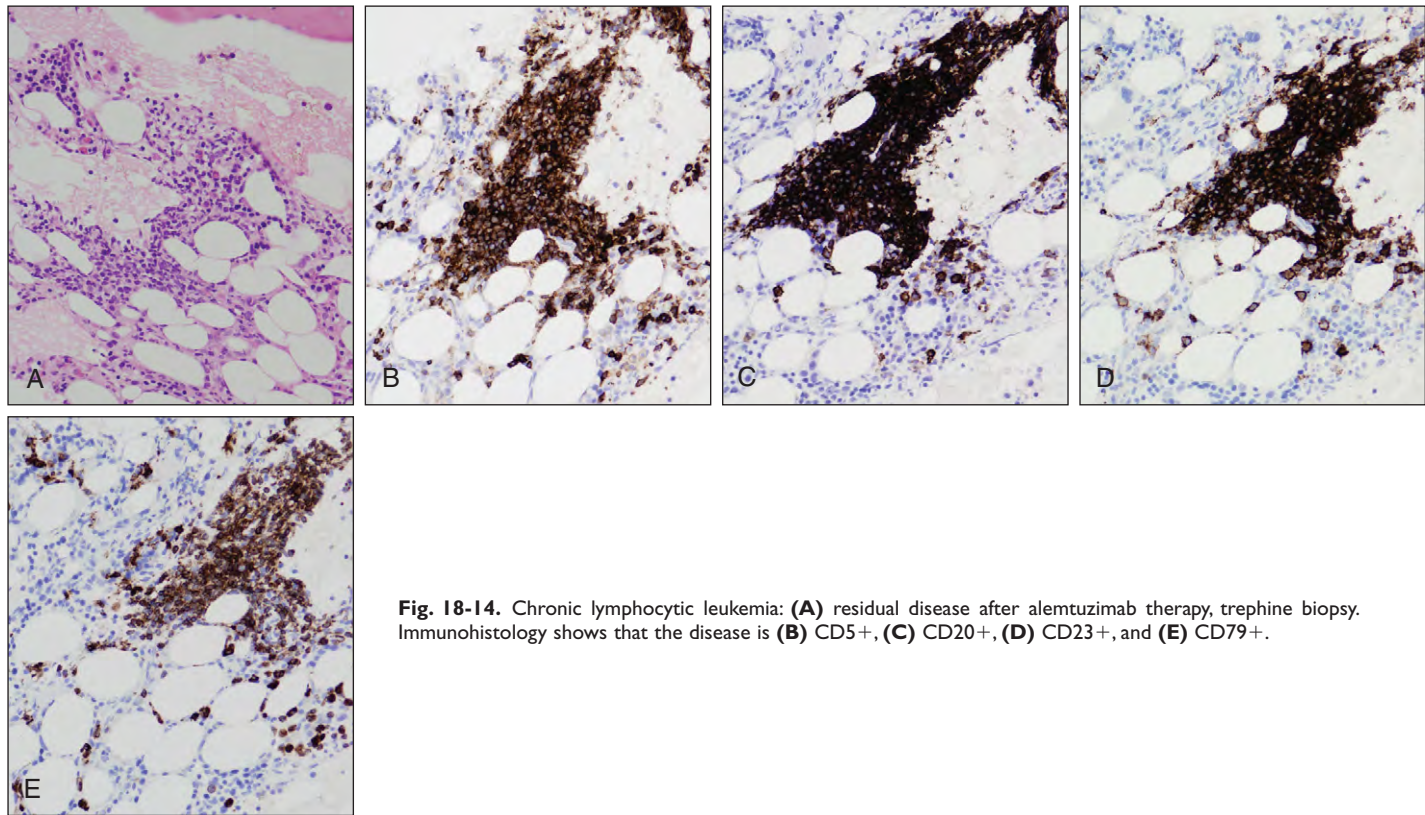 A
B
C
D
E
Fig. 18-14. Chronic lymphocytic leukemia: (A) residual disease after alemtuzimab therapy, trephine biopsy.
Immunohistology shows that the disease is (B) CD5+, (C) CD20+, (D) CD23+, and (E) CD79+.